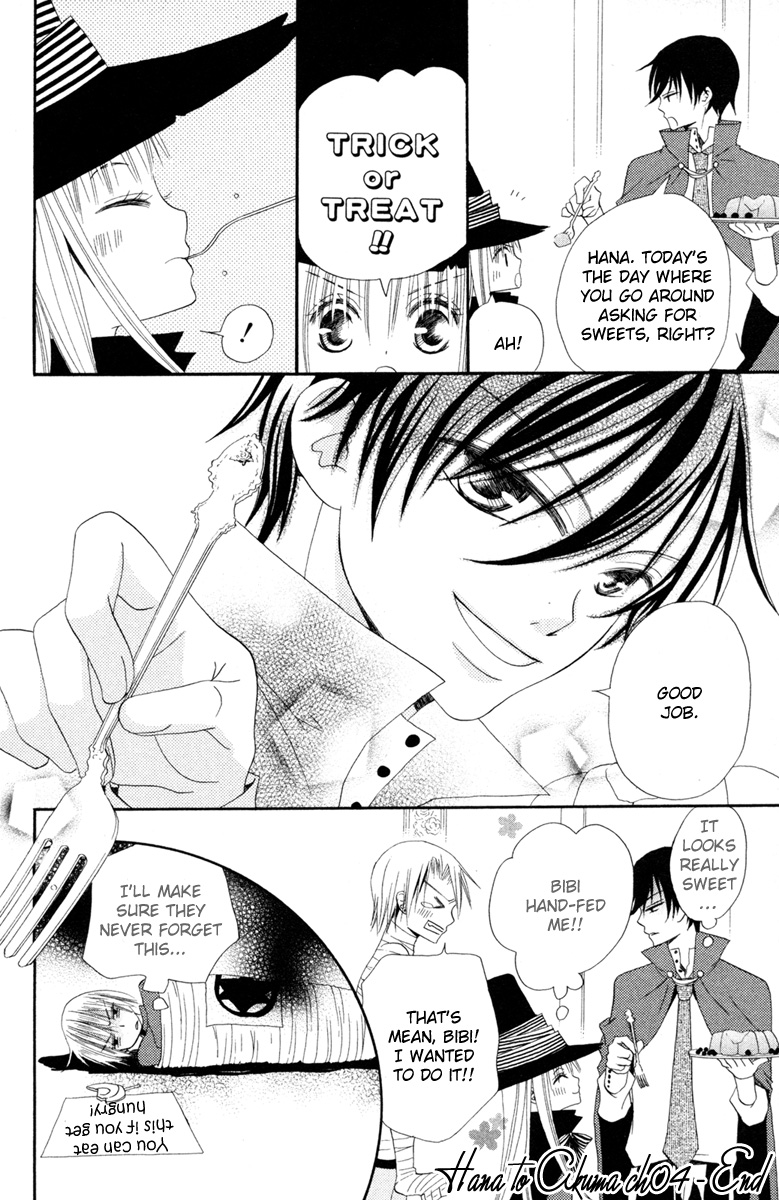 HANA. TODAY'S
THE DAY WHERE
YOU GO AROUND
ASKING FOR
SWEETS, RIGHT?
AH!
TRICK
or
TREAT
!!
!
GOOD
JOB.
IT
LOOKS
REALLY
SWEET
...
BIBI
HAND-FED
ME!!
THAT'S
MEAN, BIBI!
I WANTED
TO DO IT!!
I'LL MAKE
SURE THEY
NEVER FORGET
THIS...
You can eat
this if you get
hungry!
Hana to Akuma ch04 - End